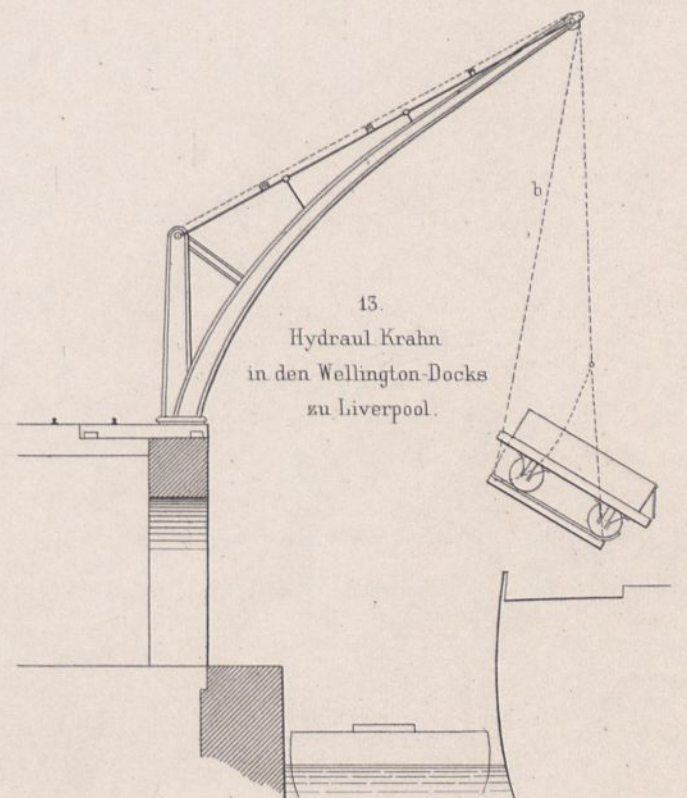 b
13.
Hydraul Krahn
in den Wellington-Docks
zu Liverpool.